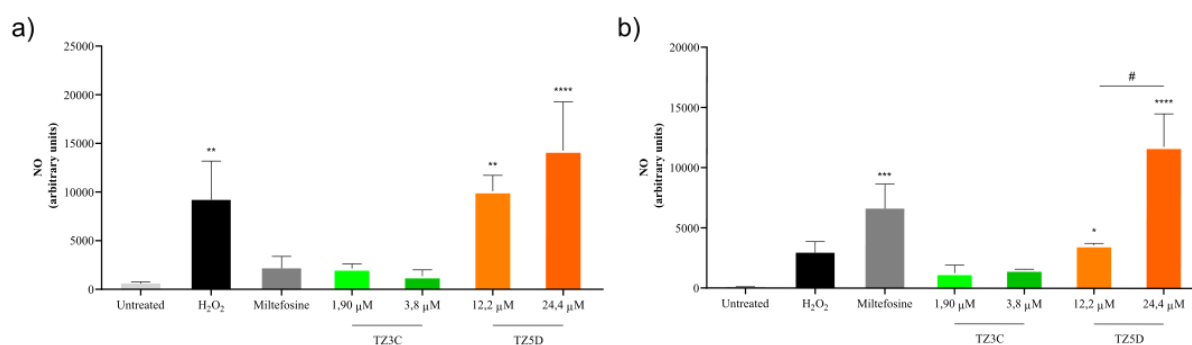 a)
25000
20000
15000
10000
5000
0
NO
(arbitrary units)
**
**
****
Untreated H₂O₂ Miltefosine 1,90 µM 3,8 µM 12,2 µM 24,4 µM
TZ3C TZ5D
b)
20000
15000
10000
5000
0
NO
(arbitrary units)
***
*
****
#
Untreated H₂O₂ Miltefosine 1,90 µM 3,8 µM 12,2 µM 24,4 µM
TZ3C TZ5D